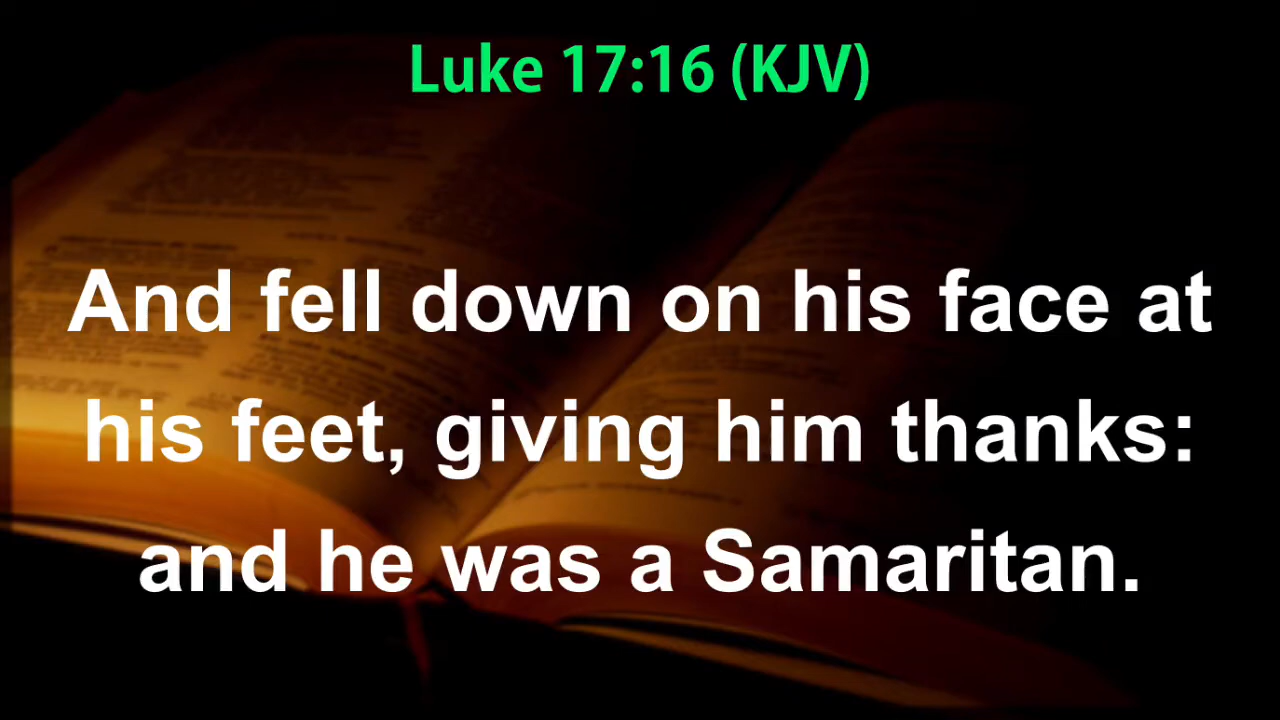 Luke 17:16 (KJV)
And fell down on his face at
his feet, giving him thanks:
and he was a Samaritan.